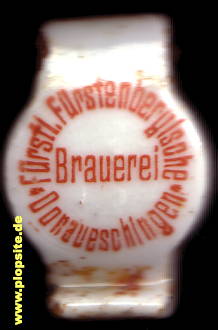 Fürstl. Fürstenbergische
Brauerei
* Donaueschingen *
www.plopsite.de